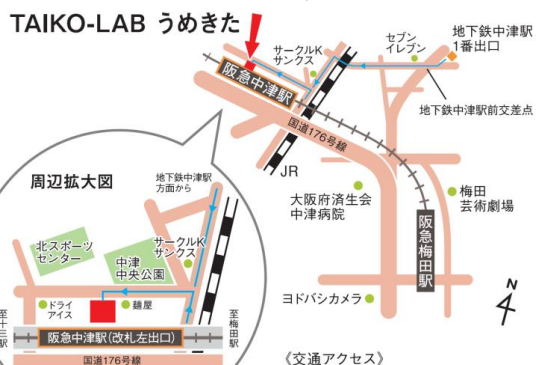 TAIKO-LAB うめきた
サークルK
サンクス
セブン
イレブン
地下鉄中津駅
1番出口
阪急中津駅
地下鉄中津駅前交差点
国道176号線
JR
大阪府済生会
中津病院
梅田
芸術劇場
阪急梅田駅
ヨドバシカメラ
N
周辺拡大図
地下鉄中津駅
方面から
北スポーツ
センター
中津
中央公園
サークルK
サンクス
ドライ
アイス
麺屋
至十三駅
阪急中津駅(改札左出口)
至梅田駅
国道176号線
《交通アクセス》